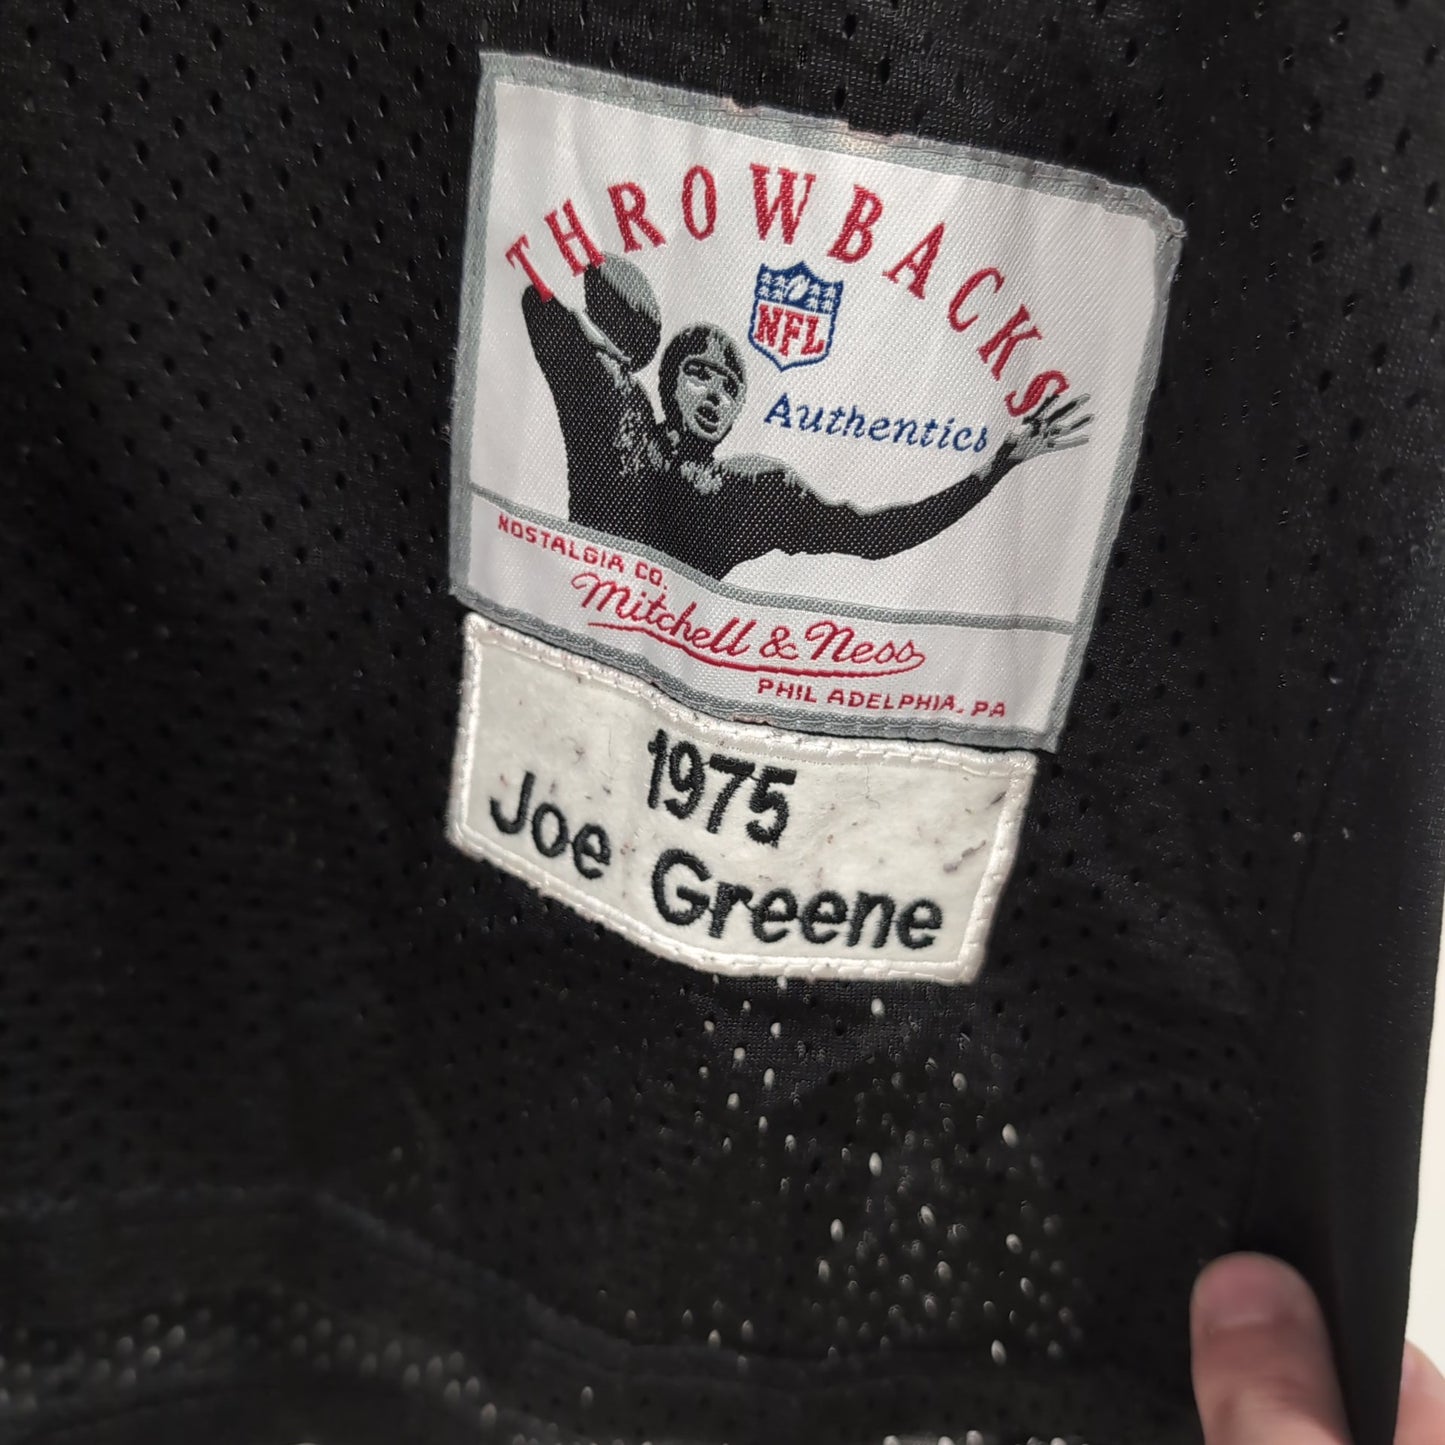 THROWBACKS
NFL
Authentics
NOSTALGIA CO.
Mitchell & Ness
PHILADELPHIA, PA
1975
Joe Greene